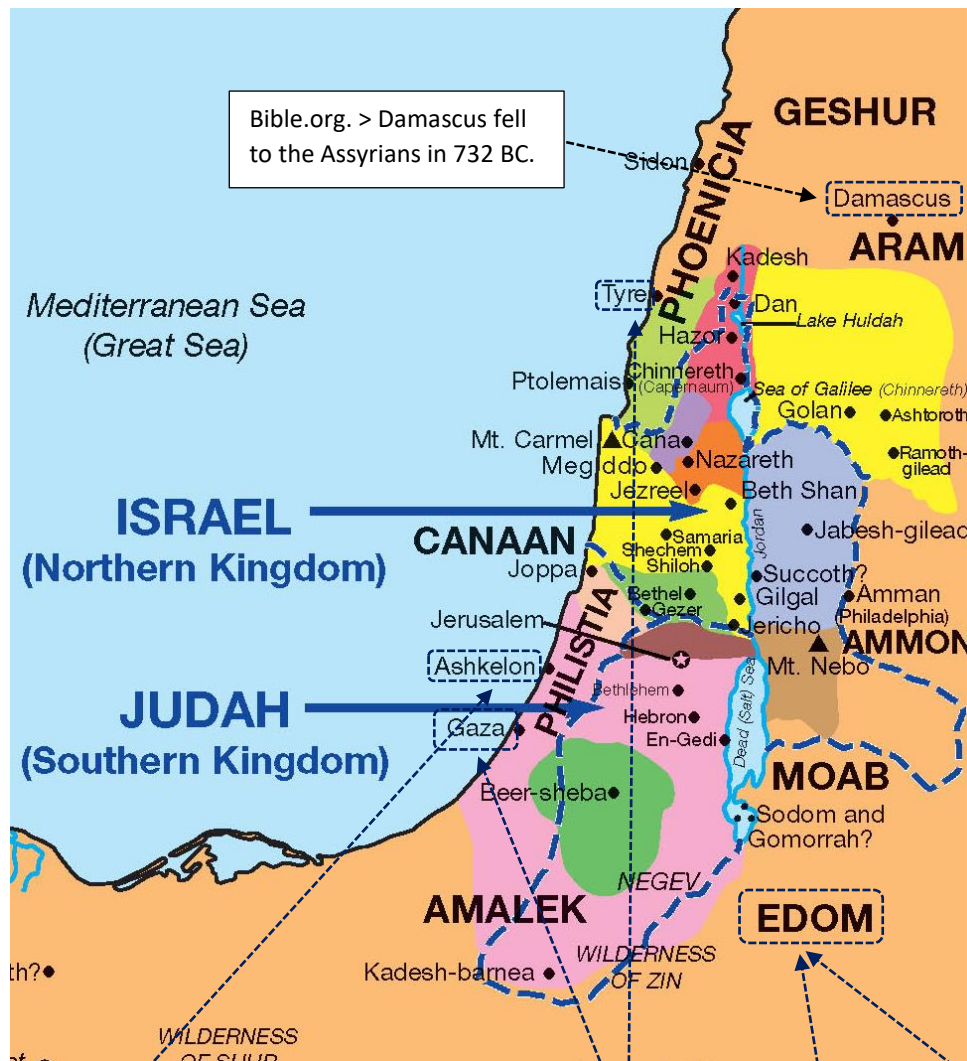 GESHUR
Bible.org. > Damascus fell
to the Assyrians in 732 BC.
Sidon
PHOENICIA
Damascus
ARAM
Kadesh
Mediterranean Sea
(Great Sea)
Tyre
Dan
Lake Huldah
Hazor
Ptolemais
Chinnereth
(Capernaum)
Sea of Galilee (Chinnereth)
Golan
Ashtoroth
Mt. Carmel
Cana
Nazareth
Megiddo
Ramoth-
gilead
Jezreel
Beth Shan
ISRAEL
(Northern Kingdom)
CANAAN
Samaria
Jordan
Jabesh-gilead
Shechem
Shiloh
Joppa
Succoth?
Bethel
Gilgal
Amman
(Philadelphia)
Gezer
Jerusalem
Jericho
AMMON
PHILISTIA
Mt. Nebo
Ashkelon
Bethlehem
JUDAH
(Southern Kingdom)
Gaza
Hebron
En-Gedi
Dead (Salt) Sea
MOAB
Beer-sheba
Sodom and
Gomorrah?
NEGEV
AMALEK
EDOM
WILDERNESS
OF ZIN
th?
Kadesh-barnea
WILDERNESS
OF SHUR